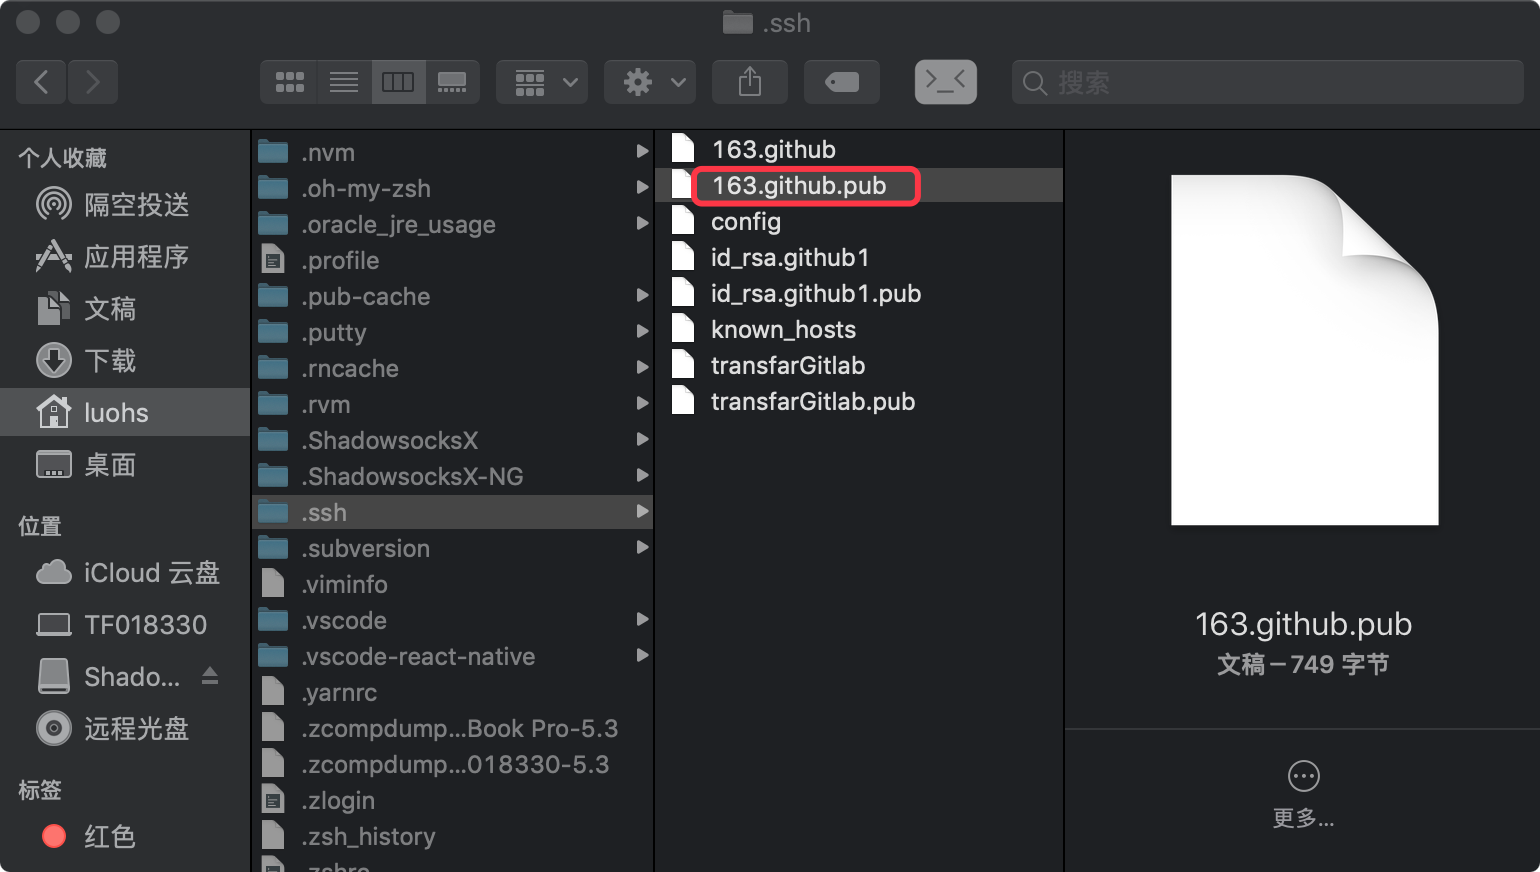 .ssh
搜索
个人收藏
隔空投送
应用程序
文稿
下载
luohs
桌面
位置
iCloud 云盘
TF018330
Shado...
远程光盘
标签
红色
.nvm
.oh-my-zsh
.oracle_jre_usage
.profile
.pub-cache
.putty
.rncache
.rvm
.ShadowsocksX
.ShadowsocksX-NG
.ssh
.subversion
.viminfo
.vscode
.vscode-react-native
.yarnrc
.zcompdump...Book Pro-5.3
.zcompdump...018330-5.3
.zlogin
.zsh_history
.zshrc
163.github
163.github.pub
config
id_rsa.github1
id_rsa.github1.pub
known_hosts
transfarGitlab
transfarGitlab.pub
163.github.pub
文稿 – 749 字节
更多...